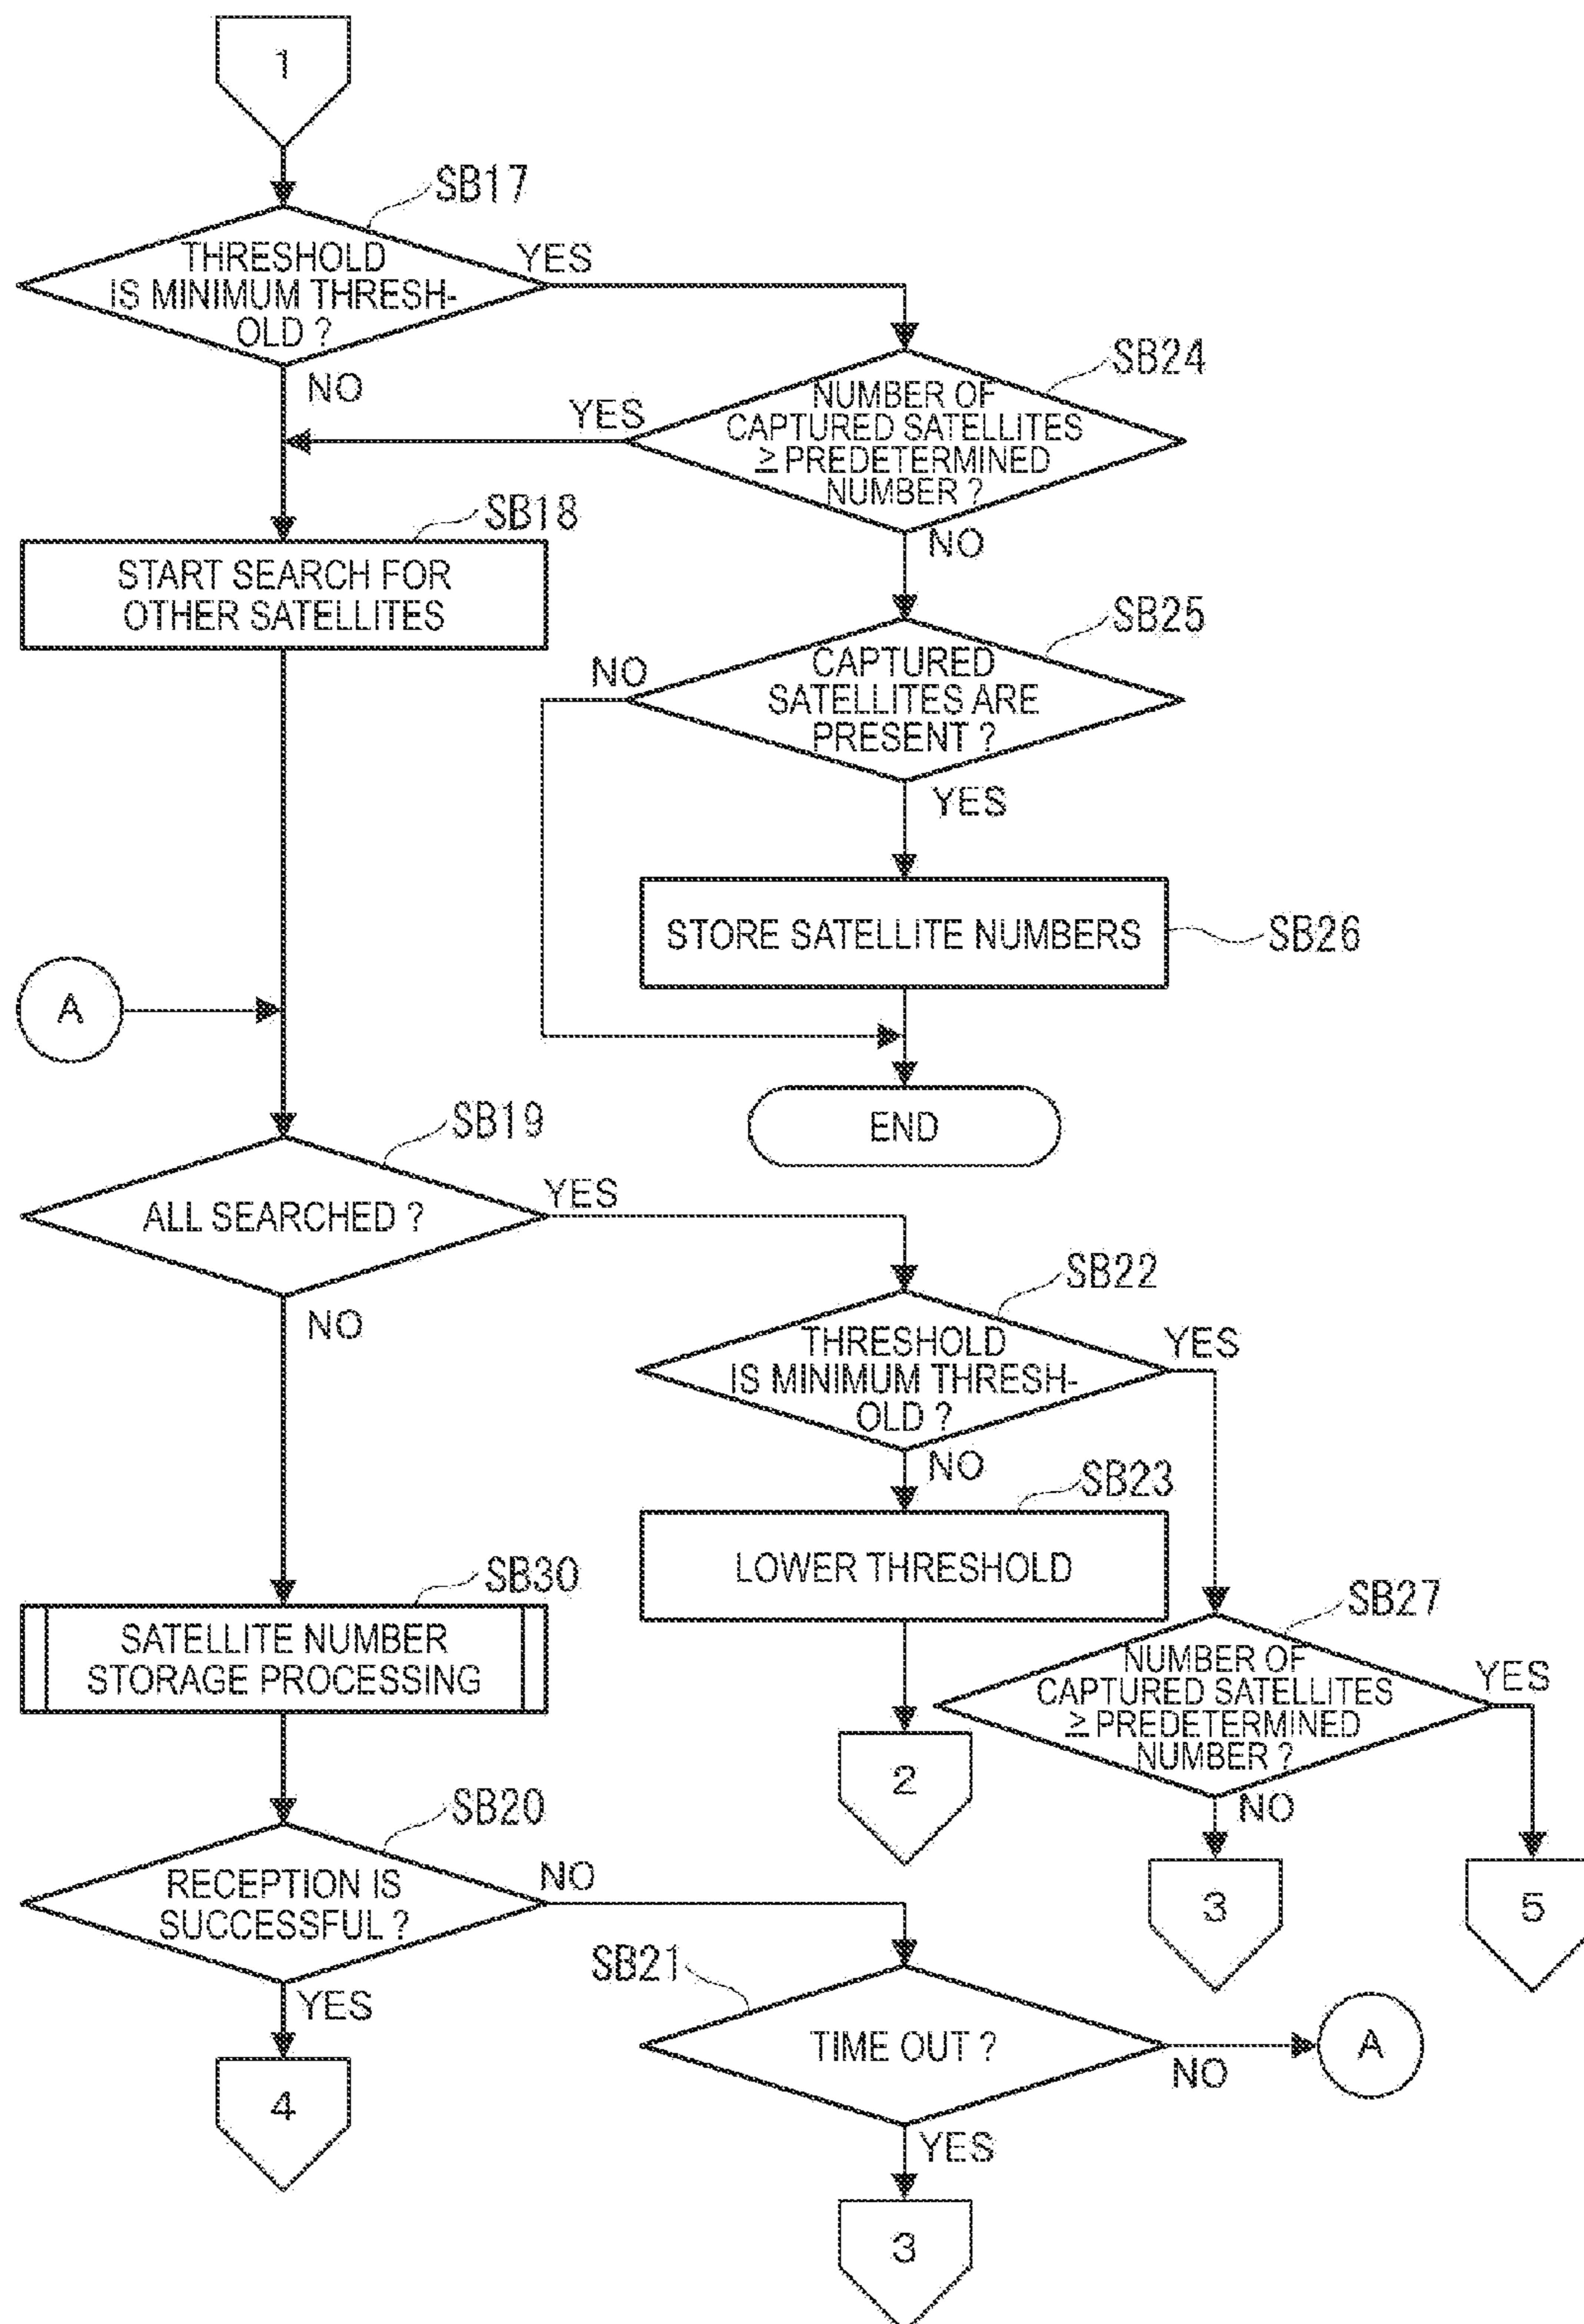 1
SB17
THRESHOLD
IS MINIMUM THRESH-
OLD ?
YES
NO
SB24
NUMBER OF
CAPTURED SATELLITES
≥ PREDETERMINED
NUMBER ?
YES
NO
SB18
START SEARCH FOR
OTHER SATELLITES
SB25
CAPTURED
SATELLITES ARE
PRESENT ?
NO
YES
STORE SATELLITE NUMBERS
SB26
A
END
SB19
ALL SEARCHED ?
YES
NO
SB22
THRESHOLD
IS MINIMUM THRESH-
OLD ?
YES
NO
SB23
LOWER THRESHOLD
SB30
SATELLITE NUMBER
STORAGE PROCESSING
SB27
NUMBER OF
CAPTURED SATELLITES
≥ PREDETERMINED
NUMBER ?
YES
NO
2
3
5
SB20
RECEPTION IS
SUCCESSFUL ?
NO
YES
SB21
TIME OUT ?
NO
A
YES
4
3